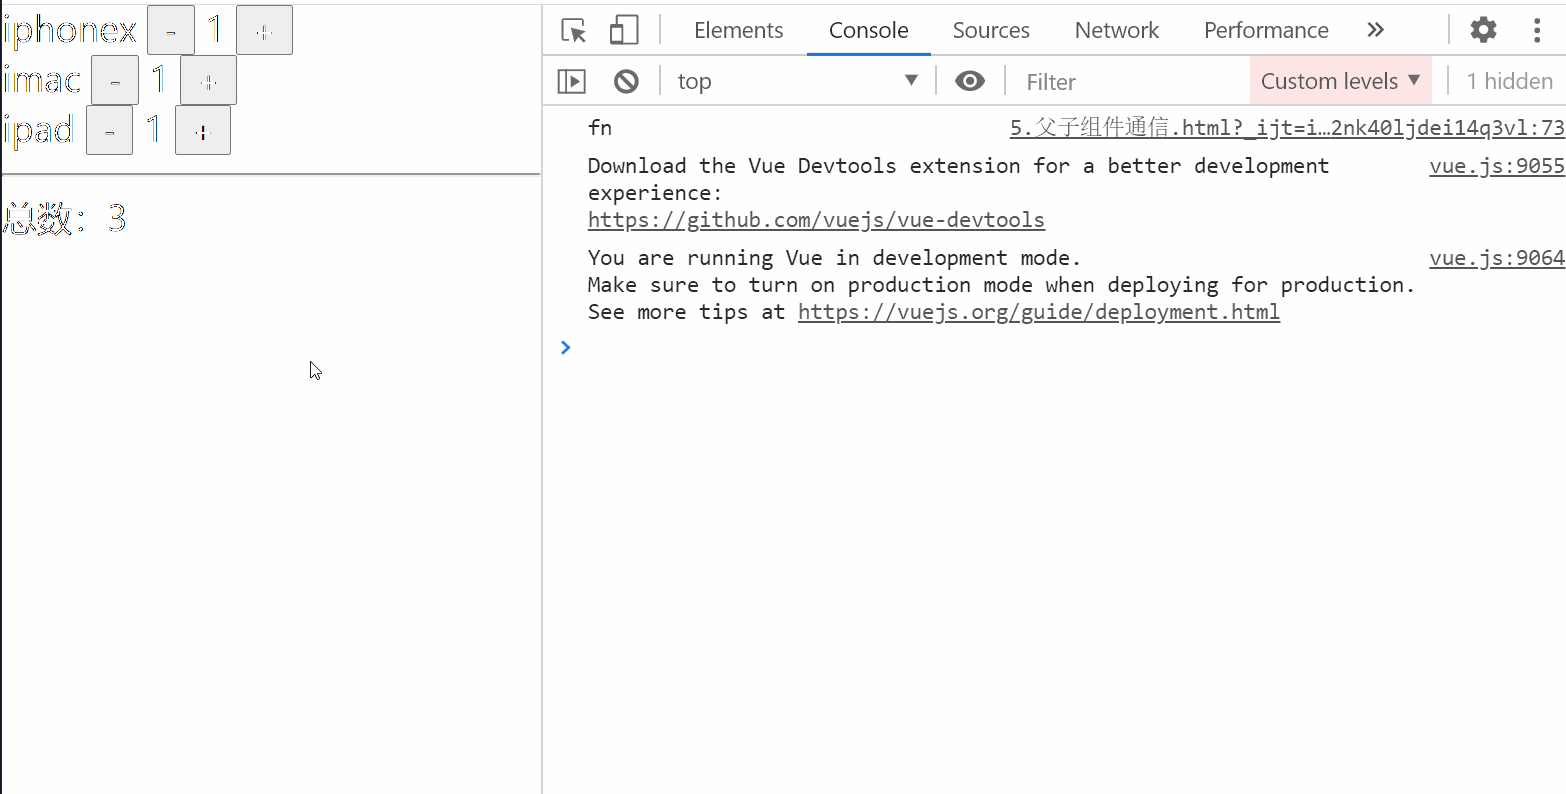 iphonex - 1 +
imac - 1 +
ipad - 1 +
总数：3
Elements Console Sources Network Performance »
top Filter Custom levels ▼ 1 hidden
fn 5.父子组件通信.html?_ijt=i…2nk40ljdei14q3vl:73
Download the Vue Devtools extension for a better development vue.js:9055
experience:
https://github.com/vuejs/vue-devtools
You are running Vue in development mode. vue.js:9064
Make sure to turn on production mode when deploying for production.
See more tips at https://vuejs.org/guide/deployment.html